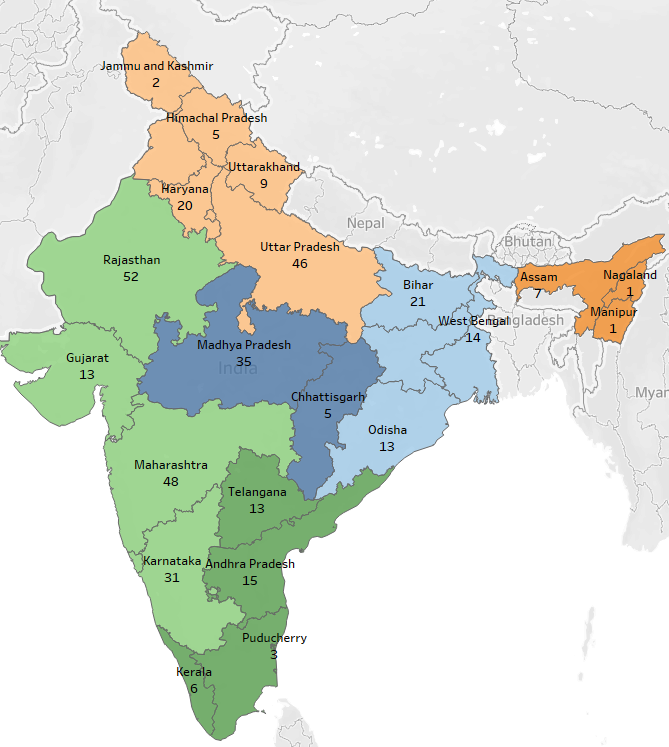 Jammu and Kashmir
2
Himachal Pradesh
5
Uttarakhand
9
Haryana
20
Nepal
Bhutan
Uttar Pradesh
46
Rajasthan
52
Assam
7
Nagaland
1
Bihar
21
Manipur
1
West Bengal
14
Bangladesh
Madhya Pradesh
35
India
Gujarat
13
Chhattisgarh
5
Myan
Odisha
13
Maharashtra
48
Telangana
13
Karnataka
31
Andhra Pradesh
15
Puducherry
3
Kerala
6